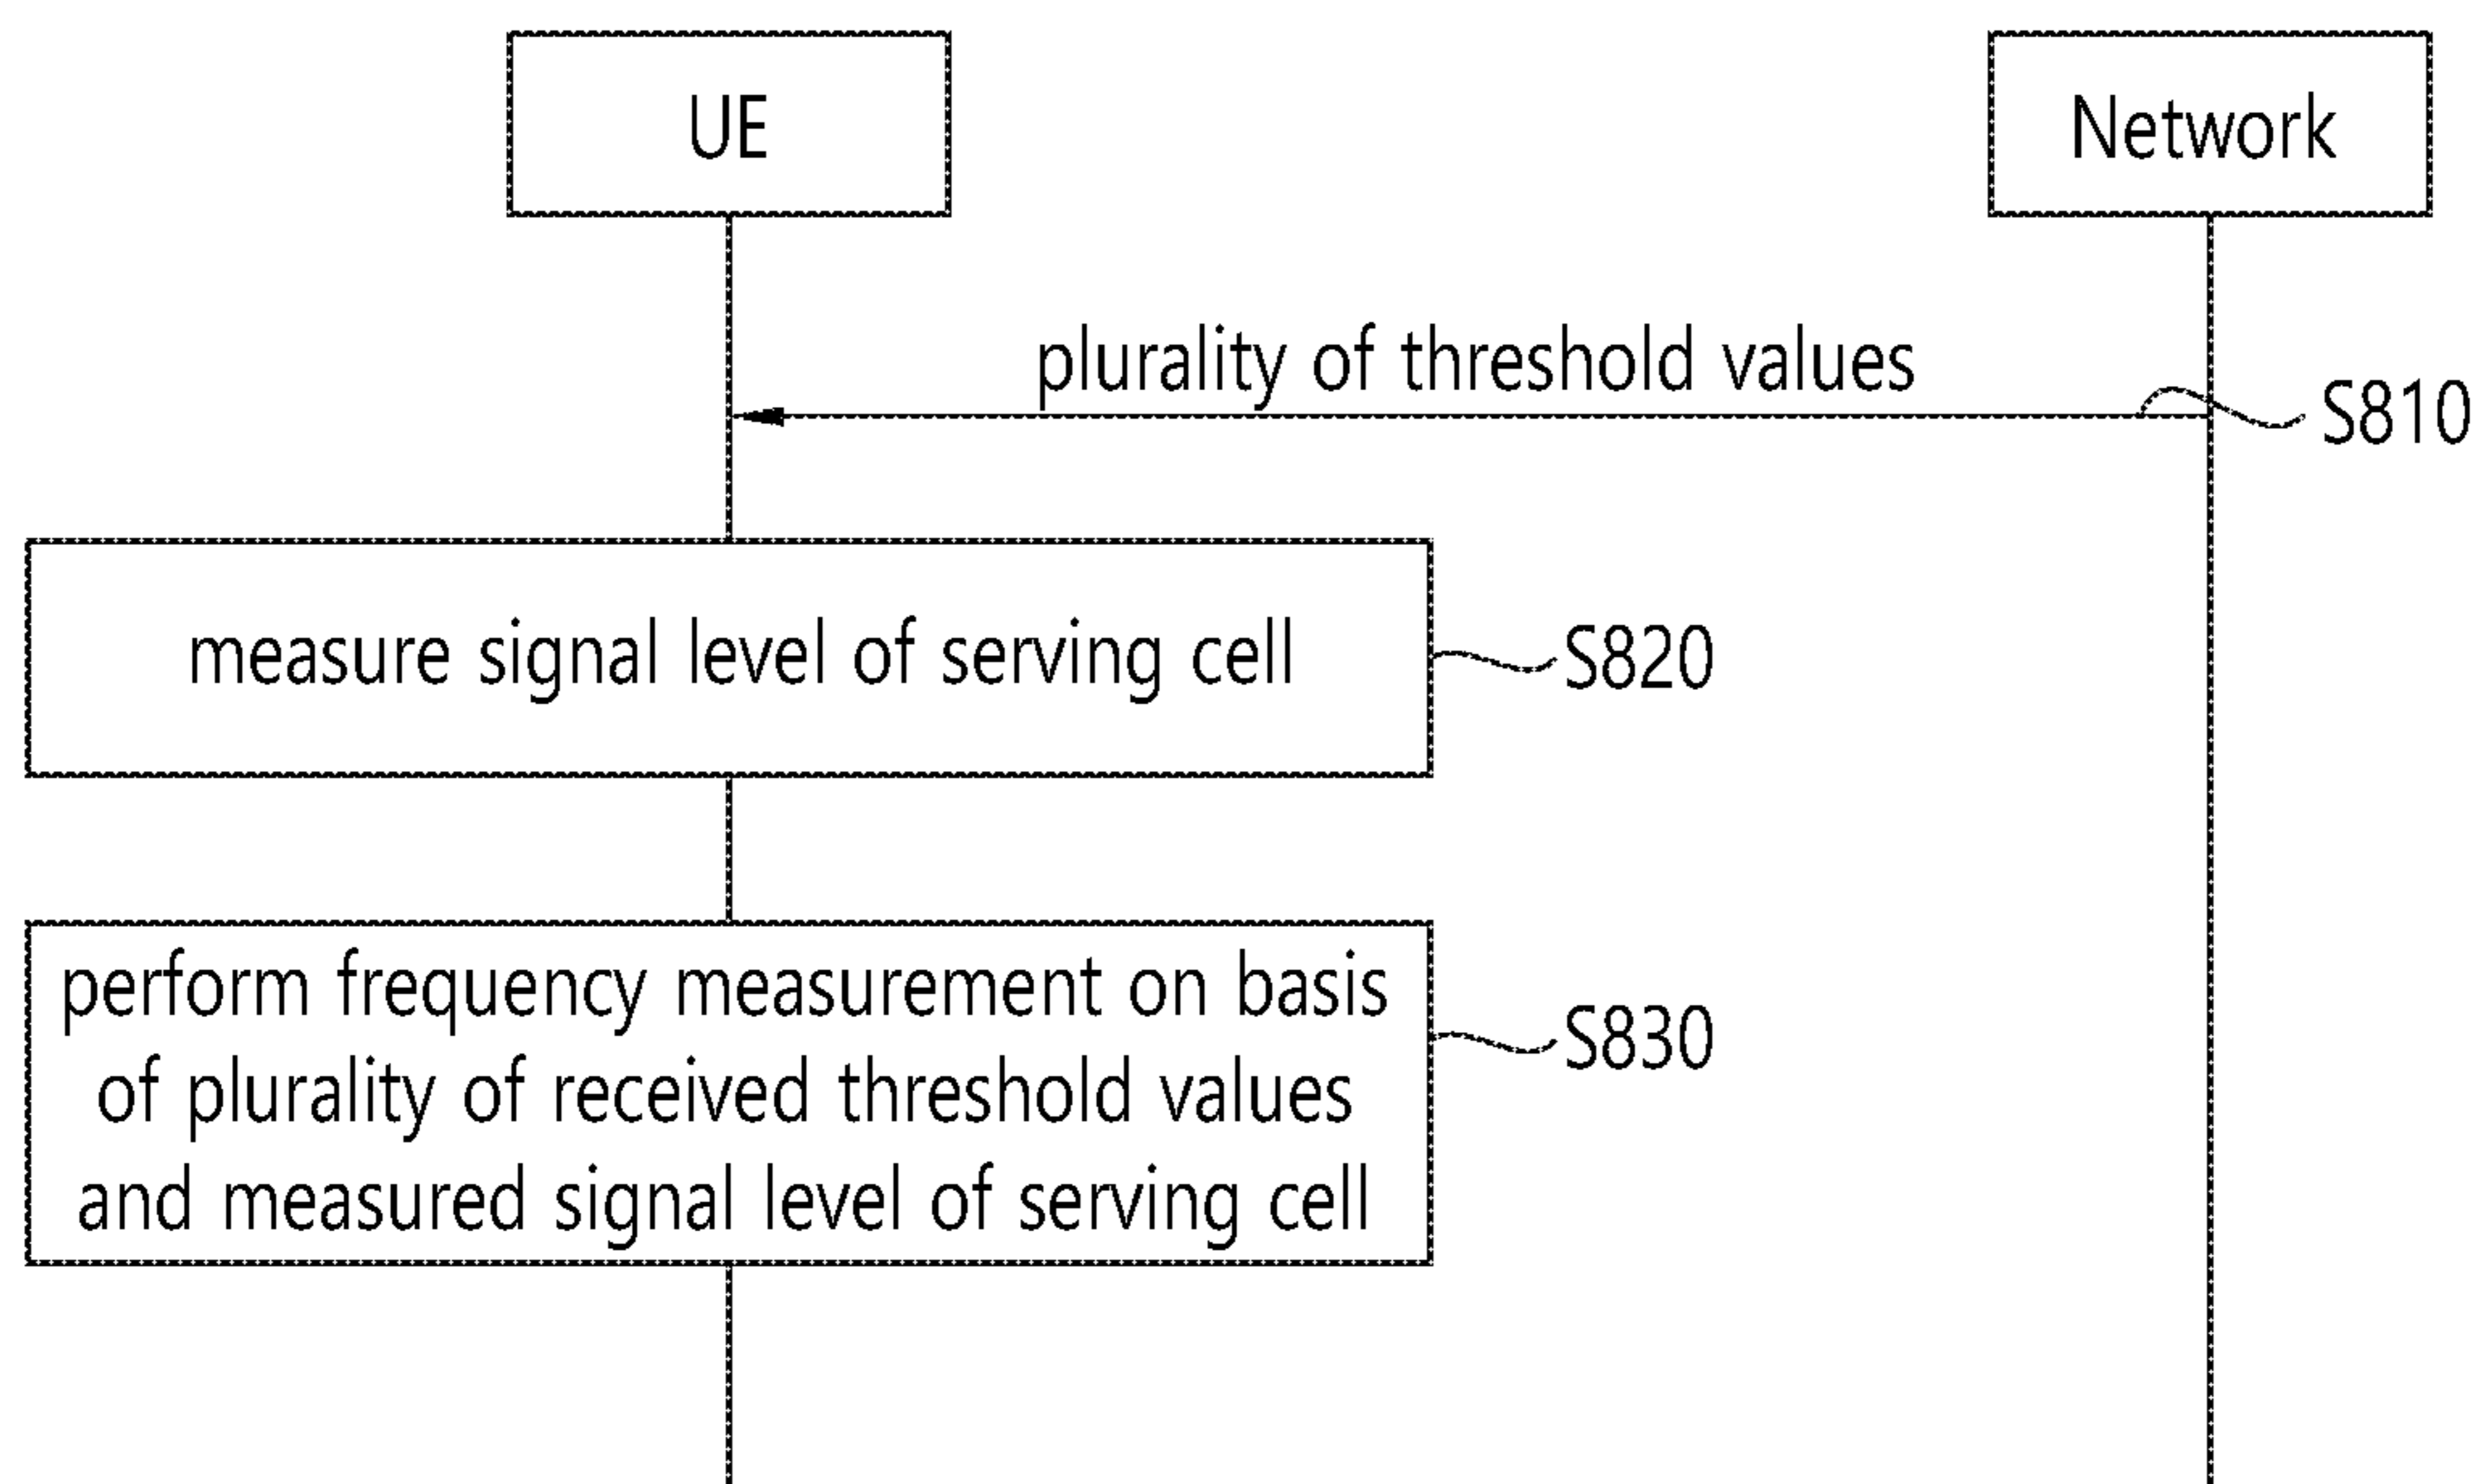 UE
Network
plurality of threshold values
S810
measure signal level of serving cell
S820
perform frequency measurement on basis
of plurality of received threshold values
and measured signal level of serving cell
S830